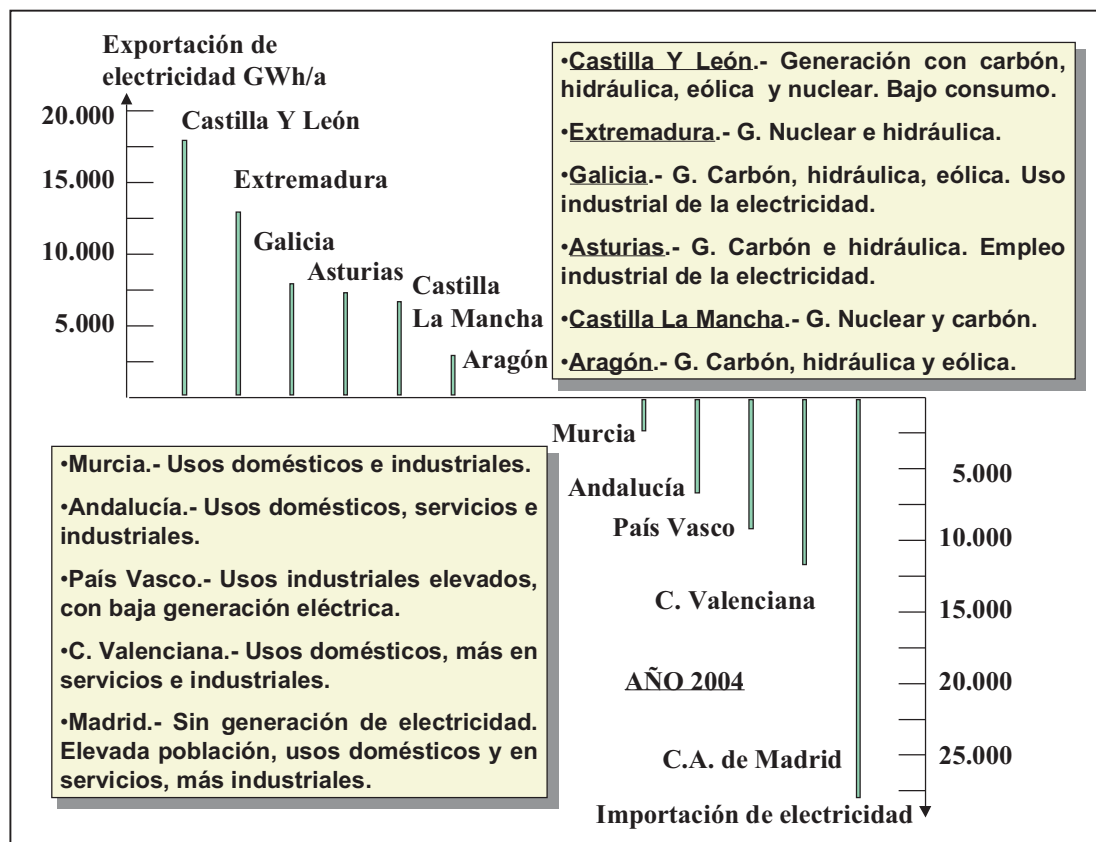 Exportación de
electricidad GWh/a
20.000
15.000
10.000
5.000
Castilla Y León
Extremadura
Galicia
Asturias
Castilla
La Mancha
Aragón
•Castilla Y León.- Generación con carbón,
hidráulica, eólica y nuclear. Bajo consumo.
•Extremadura.- G. Nuclear e hidráulica.
•Galicia.- G. Carbón, hidráulica, eólica. Uso
industrial de la electricidad.
•Asturias.- G. Carbón e hidráulica. Empleo
industrial de la electricidad.
•Castilla La Mancha.- G. Nuclear y carbón.
•Aragón.- G. Carbón, hidráulica y eólica.
•Murcia.- Usos domésticos e industriales.
•Andalucía.- Usos domésticos, servicios e
industriales.
•País Vasco.- Usos industriales elevados,
con baja generación eléctrica.
•C. Valenciana.- Usos domésticos, más en
servicios e industriales.
•Madrid.- Sin generación de electricidad.
Elevada población, usos domésticos y en
servicios, más industriales.
Murcia
Andalucía
País Vasco
C. Valenciana
AÑO 2004
C.A. de Madrid
5.000
10.000
15.000
20.000
25.000
Importación de electricidad